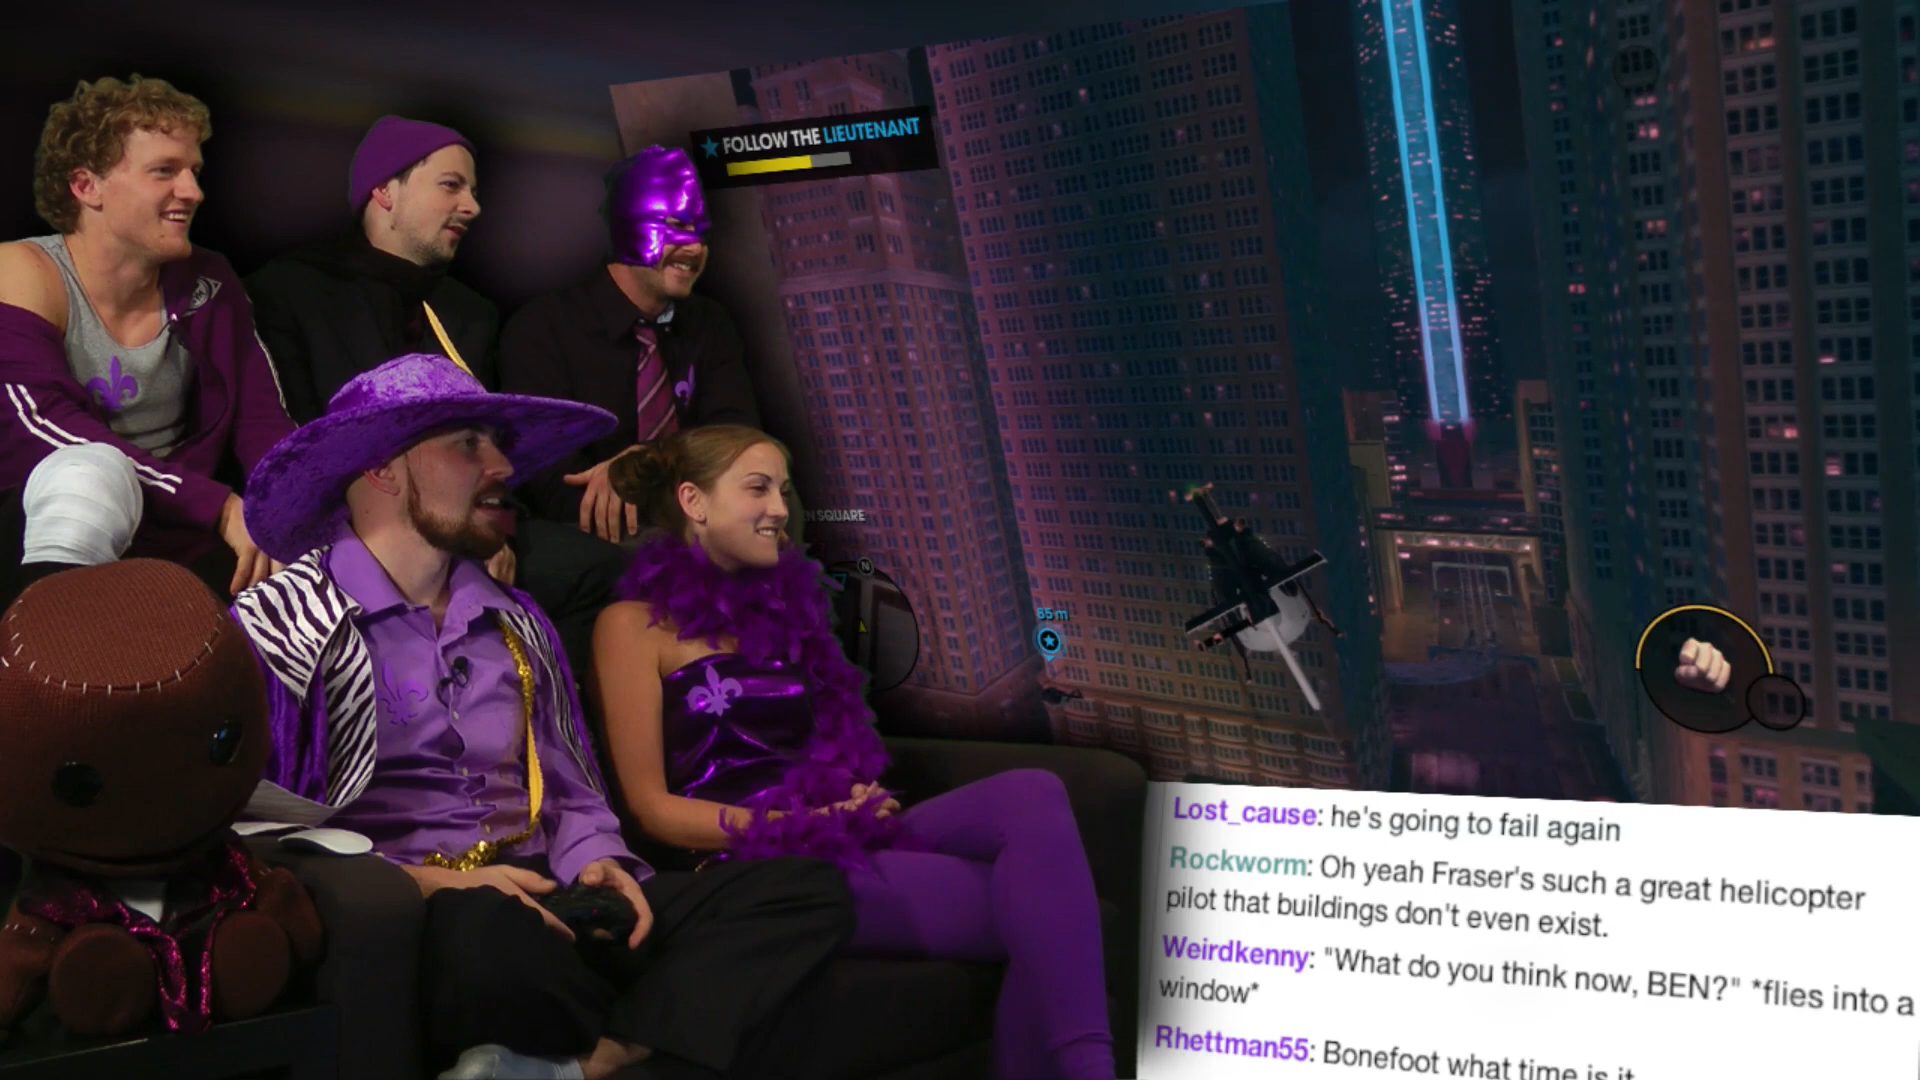 FOLLOW THE LIEUTENANT
N SQUARE
N
85 m
Lost_cause: he's going to fail again
Rockworm: Oh yeah Fraser's such a great helicopter
pilot that buildings don't even exist.
Weirdkenny: "What do you think now, BEN?" *flies into a
window*
Rhettman55: Bonefoot what time is it